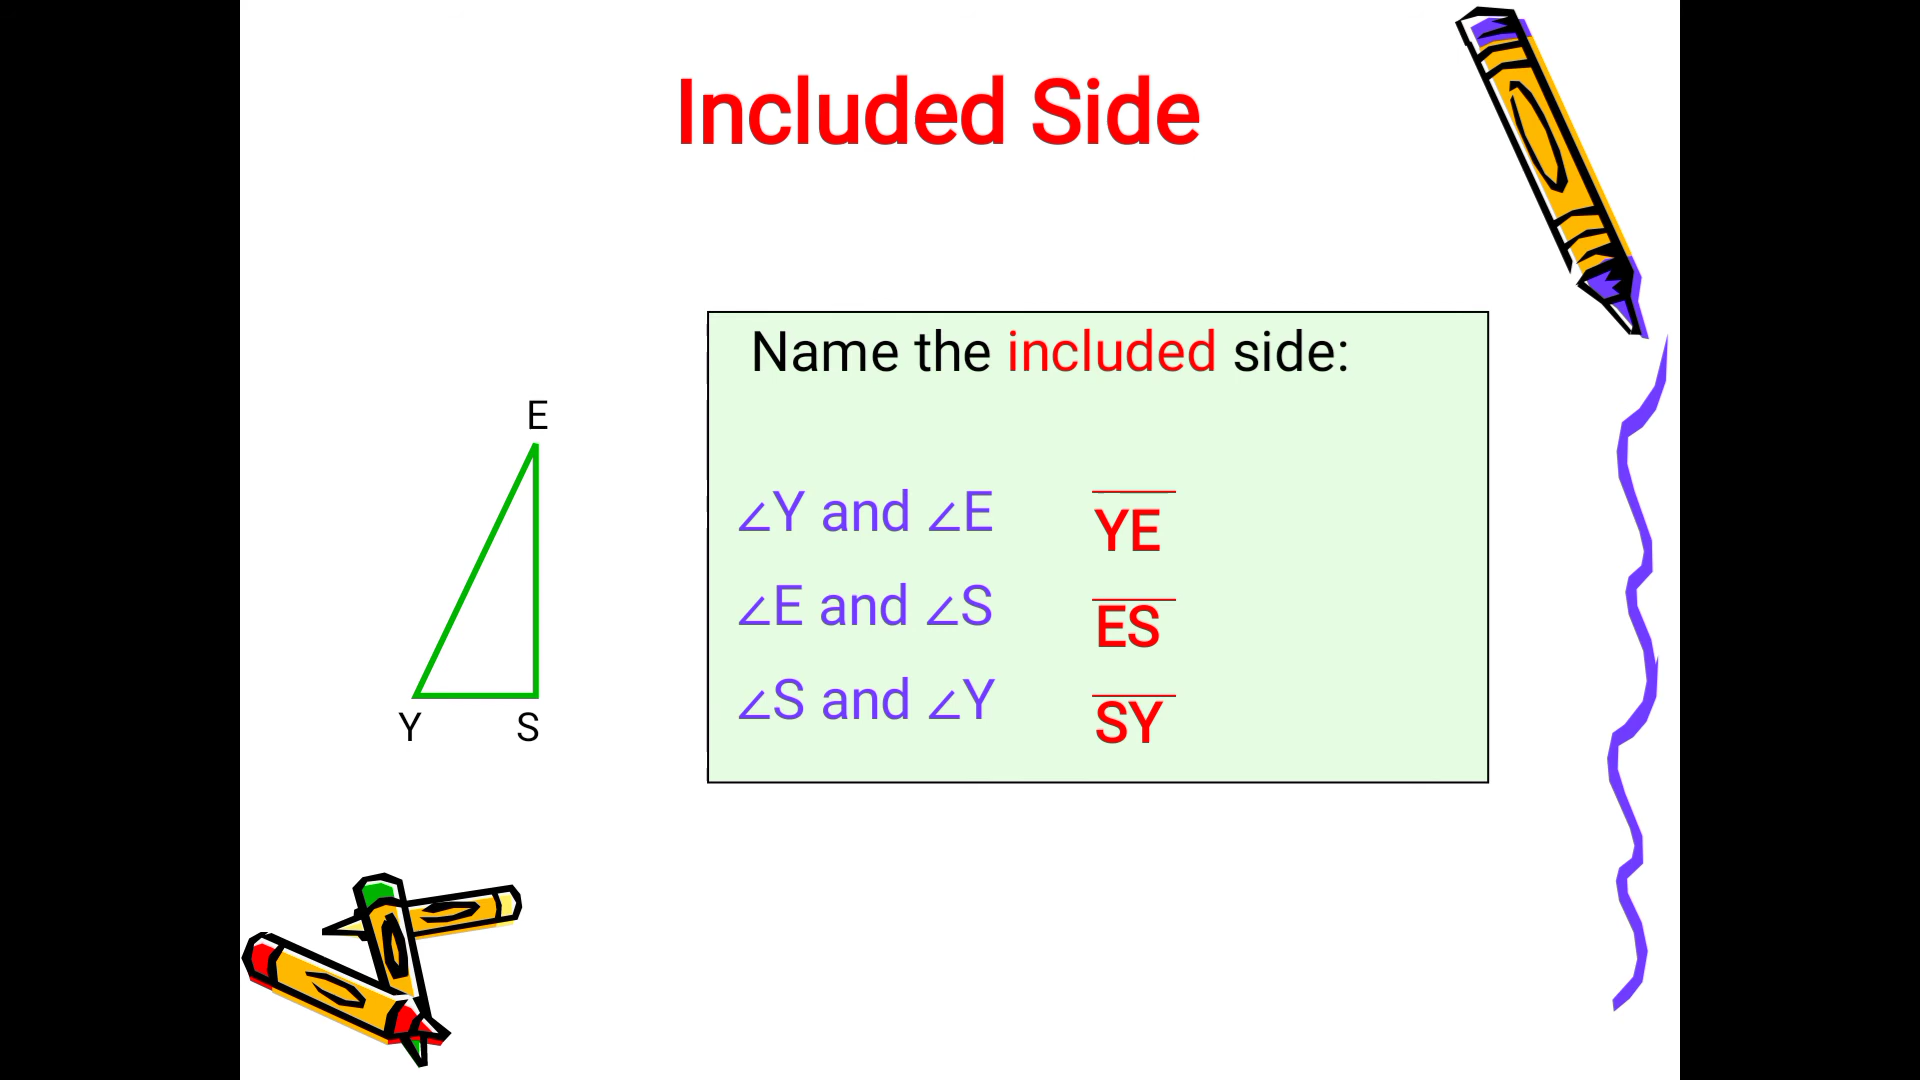 Included Side
Name the included side:
E
∠Y and ∠E YE
∠E and ∠S ES
∠S and ∠Y SY
Y S